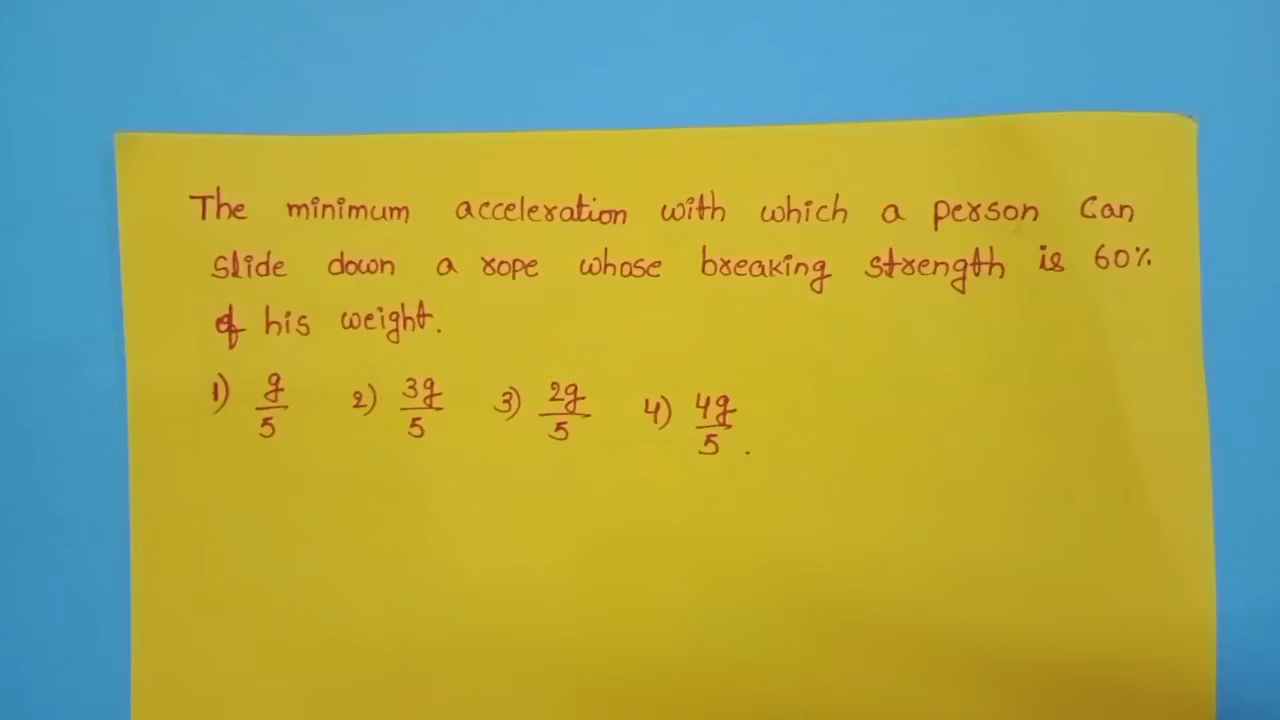 The minimum acceleration with which a person can
slide down a rope whose breaking strength is 60%
of his weight.
1) g/5 2) 3g/5 3) 2g/5 4) 4g/5.